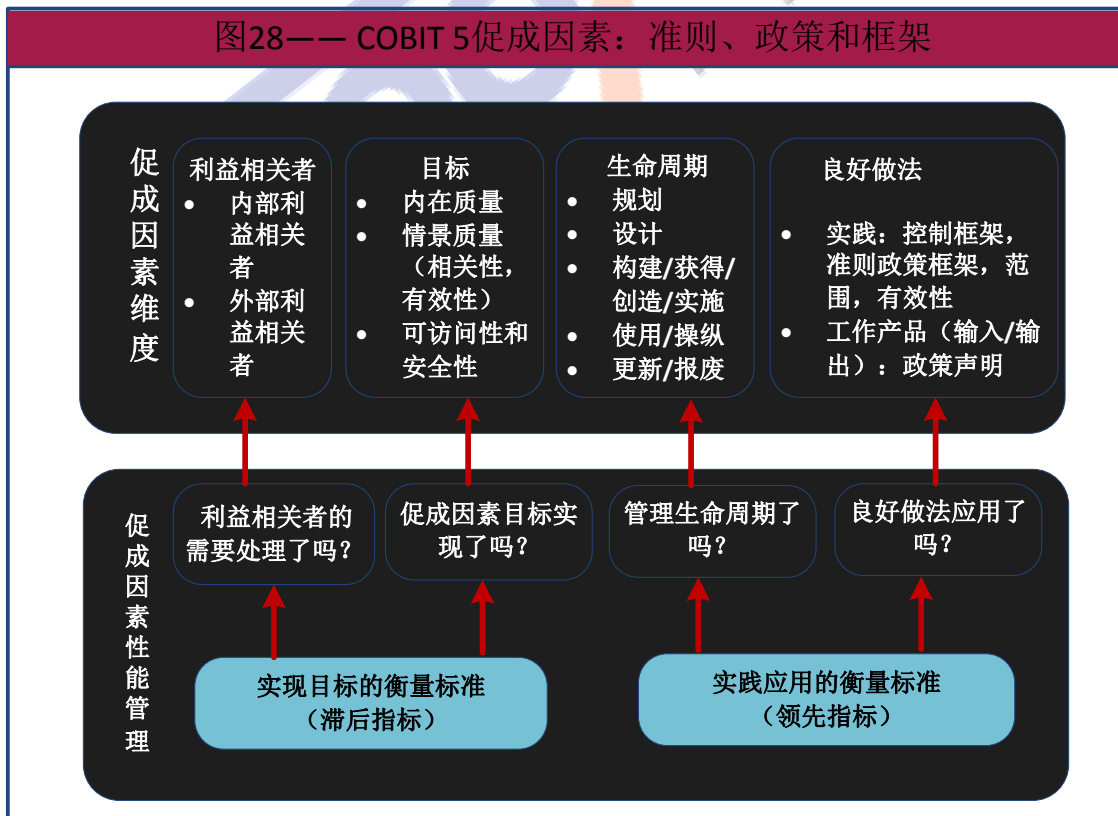 图28—— COBIT 5促成因素：准则、政策和框架
促成因素维度
利益相关者
• 内部利
益相关
者
• 外部利
益相关
者
目标
• 内在质量
• 情景质量
（相关性，
有效性）
• 可访问性和
安全性
生命周期
• 规划
• 设计
• 构建/获得/
创造/实施
• 使用/操纵
• 更新/报废
良好做法
• 实践：控制框架，
准则政策框架，范
围，有效性
• 工作产品（输入/输
出）：政策声明
促成因素性能管理
利益相关者的
需要处理了吗？
促成因素目标实
现了吗？
管理生命周期了
吗？
良好做法应用了
吗？
实现目标的衡量标准
（滞后指标）
实践应用的衡量标准
（领先指标）